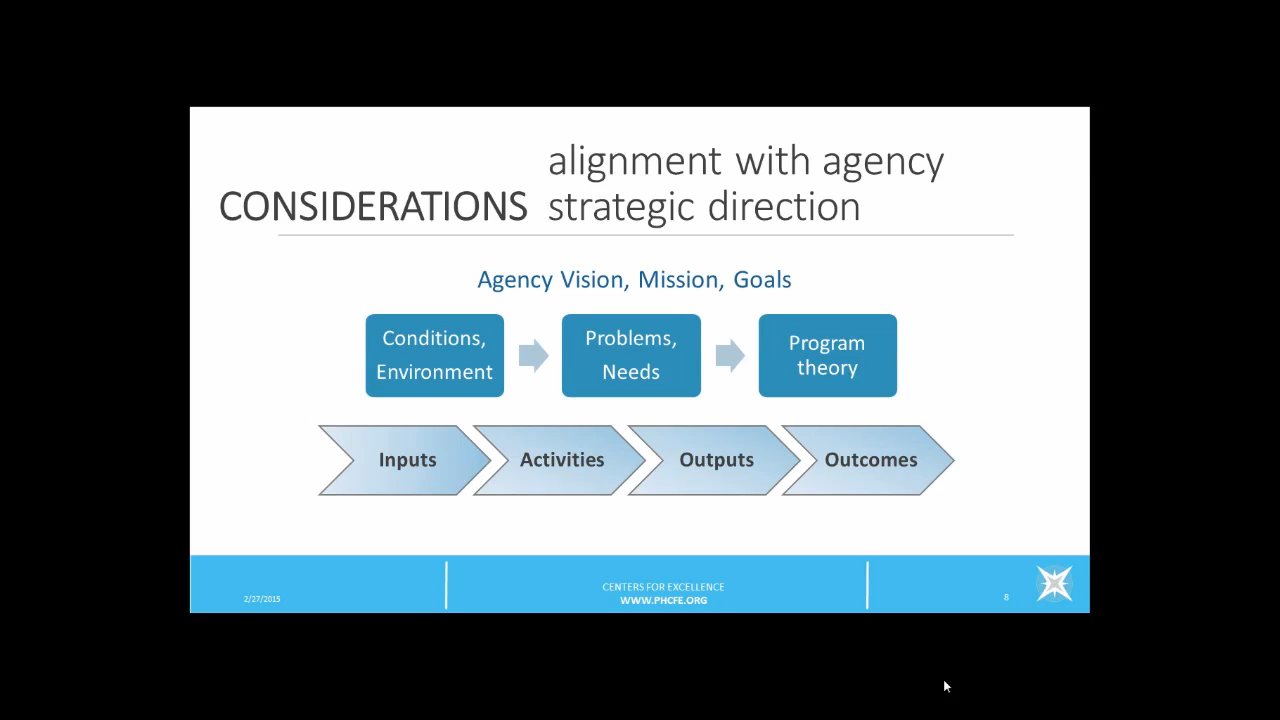 alignment with agency
CONSIDERATIONS strategic direction
Agency Vision, Mission, Goals
Conditions,
Environment
Problems,
Needs
Program
theory
Inputs
Activities
Outputs
Outcomes
2/27/2015
CENTERS FOR EXCELLENCE
WWW.PHCFE.ORG
8